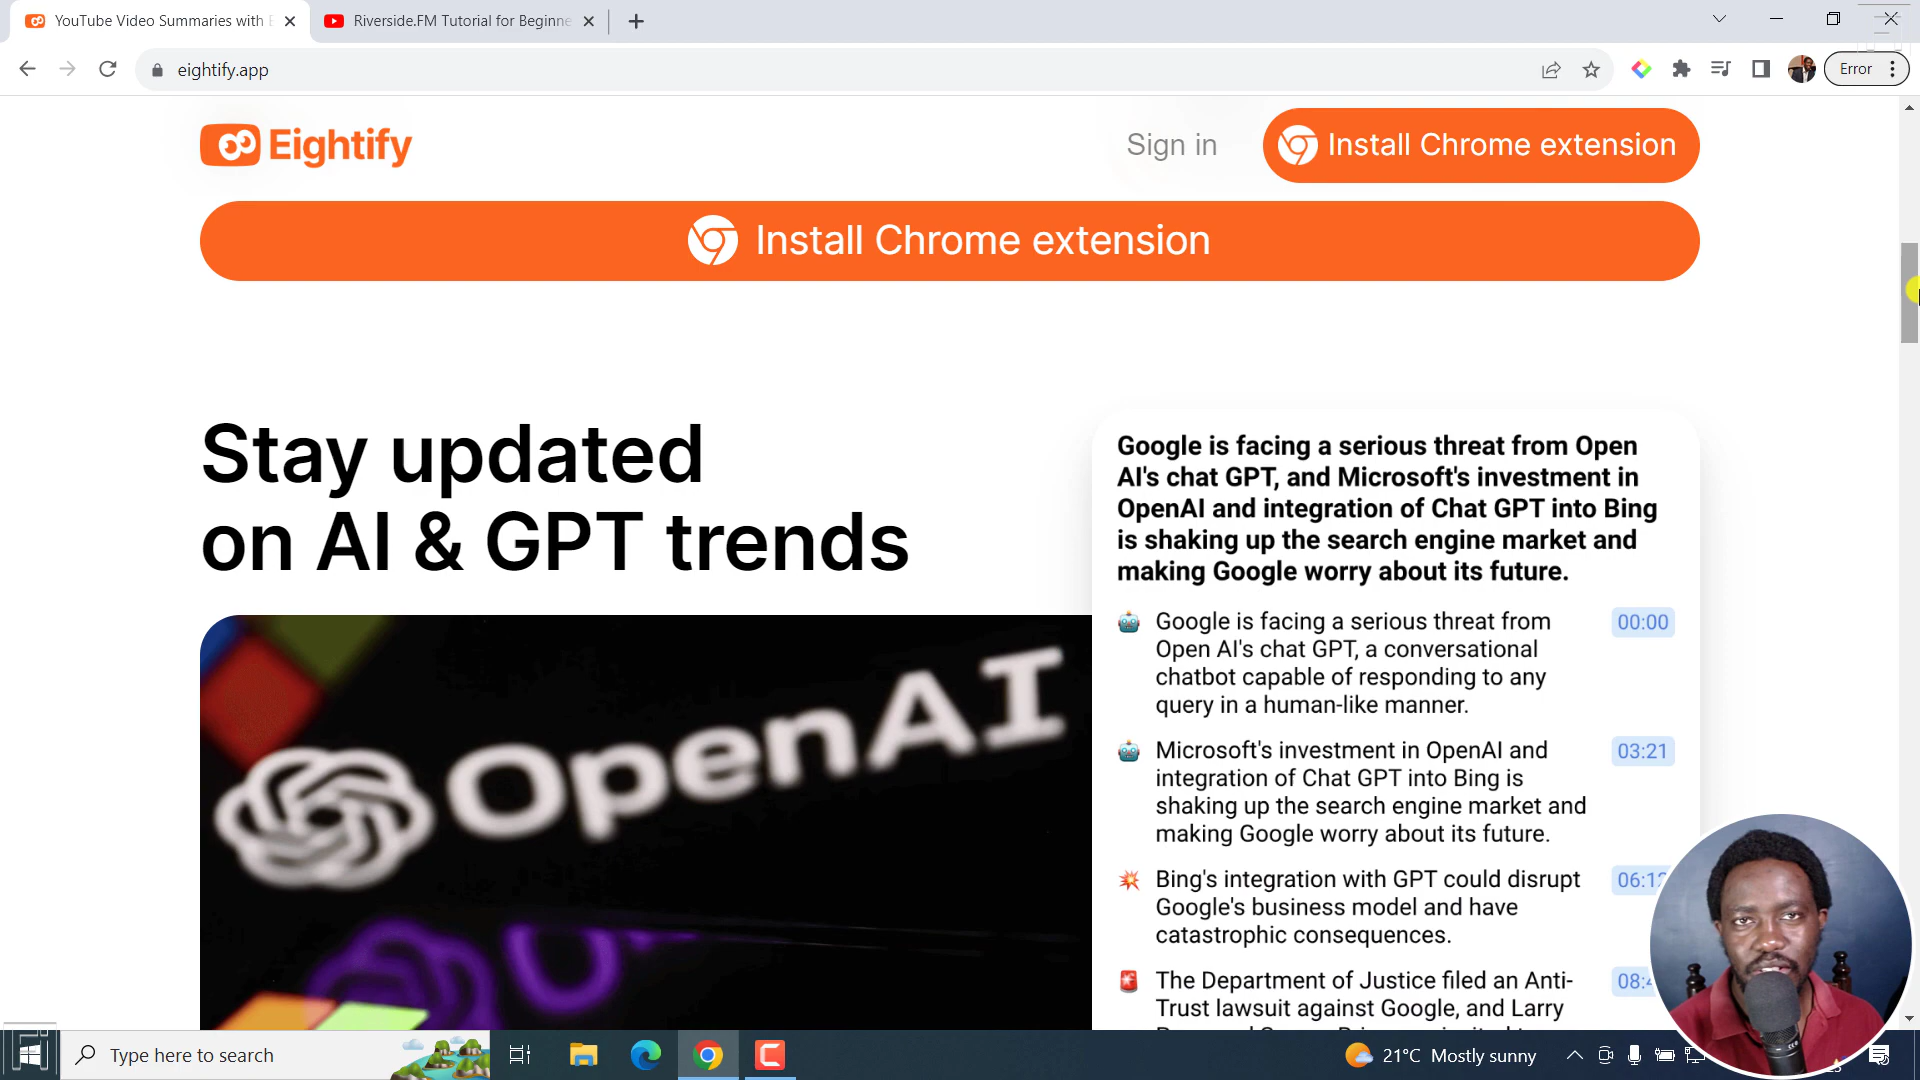 YouTube Video Summaries with E
Riverside.FM Tutorial for Beginne
eightify.app
Error
Eightify
Sign in
Install Chrome extension
Install Chrome extension
Stay updated
on AI & GPT trends
OpenAI
Google is facing a serious threat from Open
AI's chat GPT, and Microsoft's investment in
OpenAI and integration of Chat GPT into Bing
is shaking up the search engine market and
making Google worry about its future.
Google is facing a serious threat from
Open AI's chat GPT, a conversational
chatbot capable of responding to any
query in a human-like manner.
00:00
Microsoft's investment in OpenAI and
integration of Chat GPT into Bing is
shaking up the search engine market and
making Google worry about its future.
03:21
Bing's integration with GPT could disrupt
Google's business model and have
catastrophic consequences.
06:12
The Department of Justice filed an Anti-
Trust lawsuit against Google, and Larry
08:4
Type here to search
21°C Mostly sunny